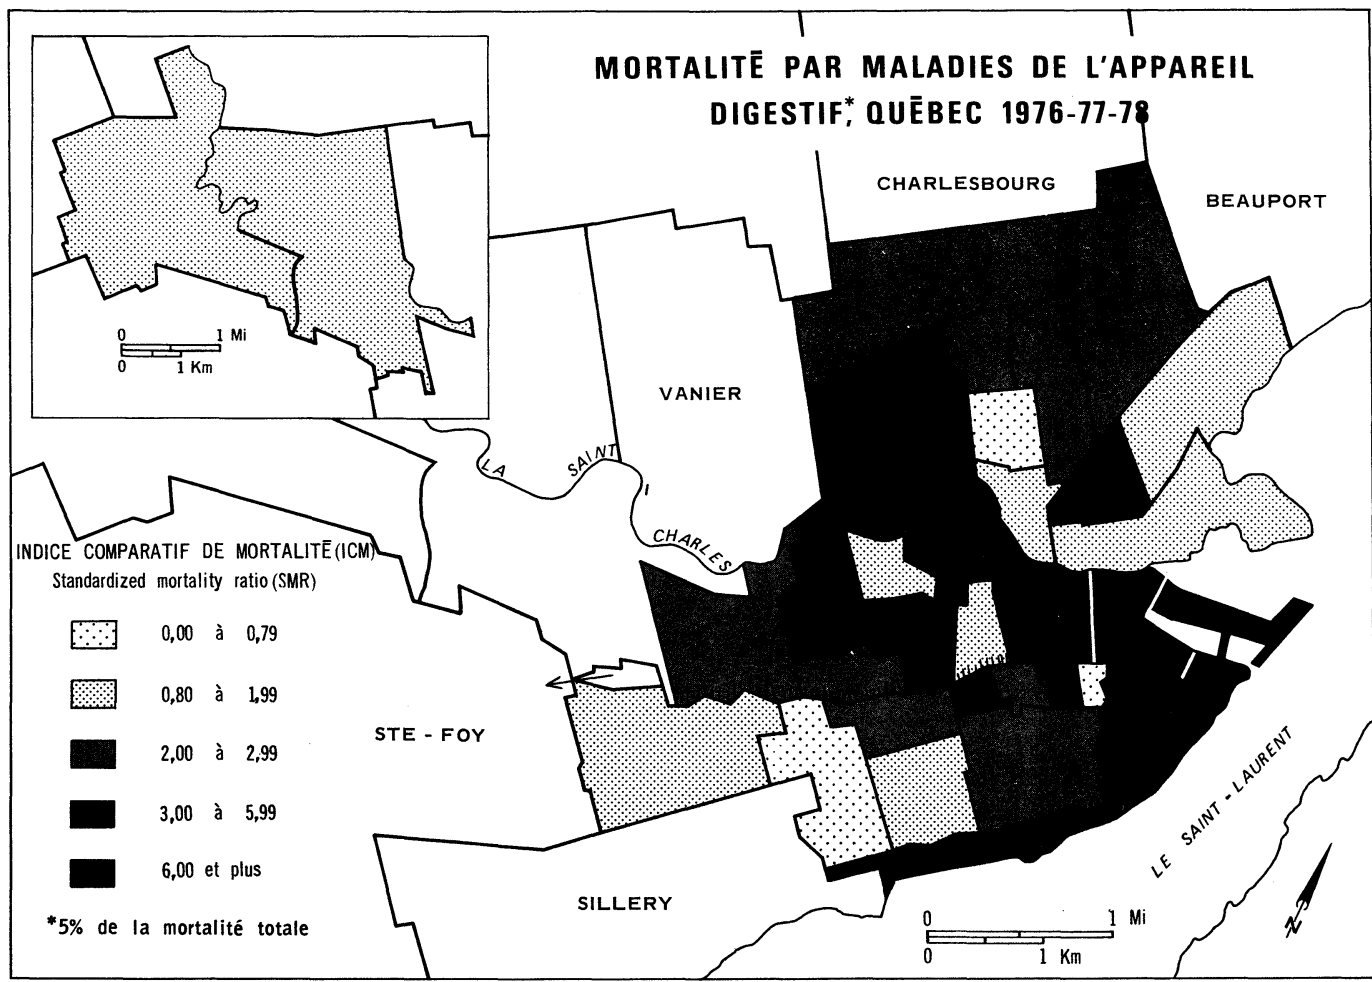 MORTALITĒ PAR MALADIES DE L'APPAREIL
DIGESTIF*, QUĒBEC 1976-77-78
CHARLESBOURG
BEAUPORT
0 1 Mi
0 1 Km
VANIER
LA SAINT
CHARLES
INDICE COMPARATIF DE MORTALITĒ (ICM)
Standardized mortality ratio (SMR)
0,00 à 0,79
0,80 à 1,99
2,00 à 2,99
3,00 à 5,99
6,00 et plus
*5% de la mortalité totale
STE - FOY
SILLERY
LE SAINT - LAURENT
0 1 Mi
0 1 Km
N